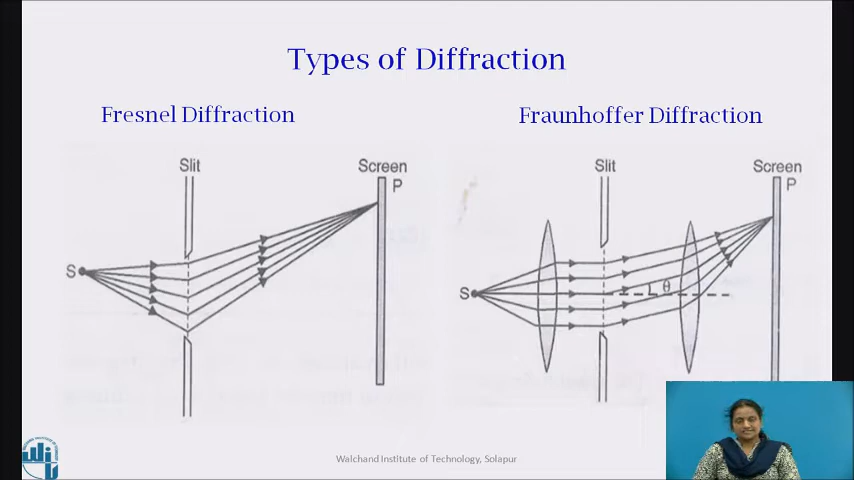 Types of Diffraction
Fresnel Diffraction
Fraunhoffer Diffraction
Slit
Screen
P
S
Slit
Screen
P
S
θ
Walchand Institute of Technology, Solapur